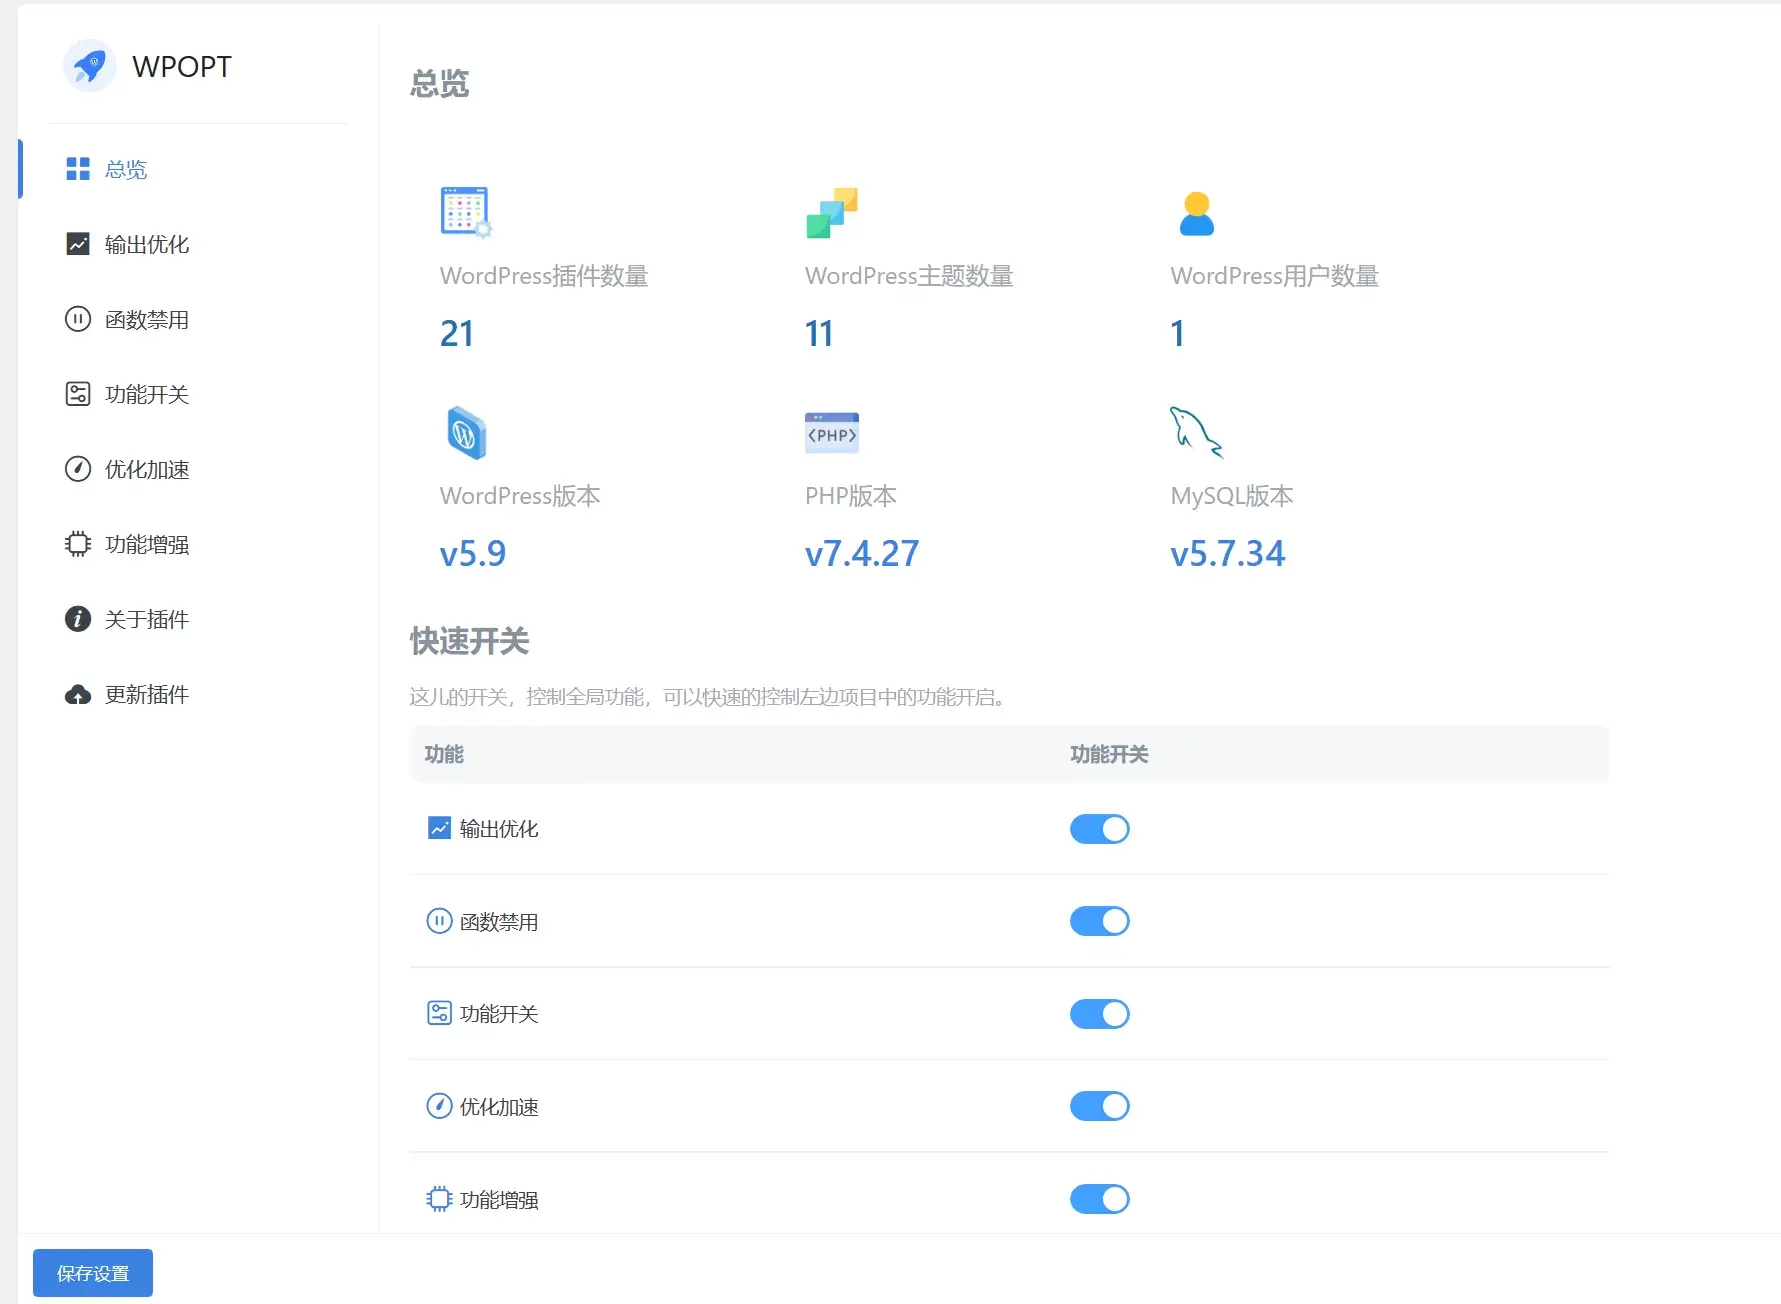 WPOPT
总览
输出优化
函数禁用
功能开关
优化加速
功能增强
关于插件
更新插件
保存设置
总览
WordPress插件数量
21
WordPress主题数量
11
WordPress用户数量
1
WordPress版本
v5.9
<PHP>
PHP版本
v7.4.27
MySQL版本
v5.7.34
快速开关
这儿的开关，控制全局功能，可以快速的控制左边项目中的功能开启。
功能 功能开关
输出优化
函数禁用
功能开关
优化加速
功能增强